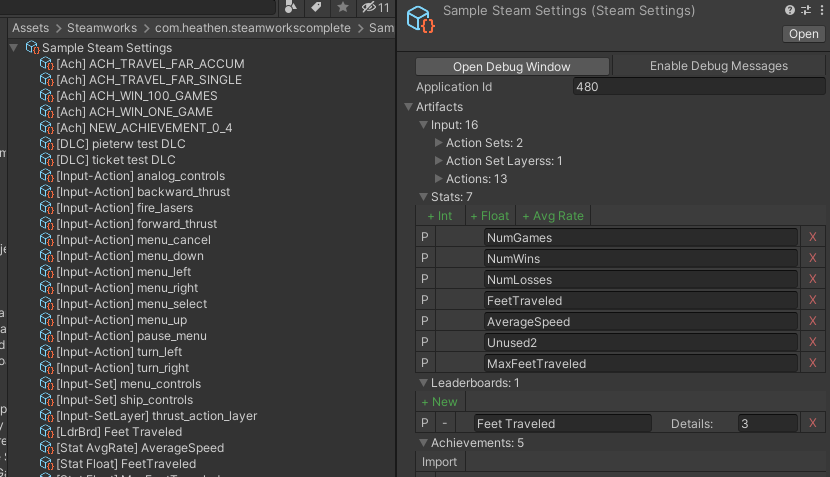 11
Assets > Steamworks > com.heathen.steamworkscomplete > Sam
Sample Steam Settings
[Ach] ACH_TRAVEL_FAR_ACCUM
[Ach] ACH_TRAVEL_FAR_SINGLE
[Ach] ACH_WIN_100_GAMES
[Ach] ACH_WIN_ONE_GAME
[Ach] NEW_ACHIEVEMENT_0_4
[DLC] pieterw test DLC
[DLC] ticket test DLC
[Input-Action] analog_controls
[Input-Action] backward_thrust
[Input-Action] fire_lasers
[Input-Action] forward_thrust
[Input-Action] menu_cancel
[Input-Action] menu_down
[Input-Action] menu_left
[Input-Action] menu_right
[Input-Action] menu_select
[Input-Action] menu_up
[Input-Action] pause_menu
[Input-Action] turn_left
[Input-Action] turn_right
[Input-Set] menu_controls
[Input-Set] ship_controls
[Input-SetLayer] thrust_action_layer
[LdrBrd] Feet Traveled
[Stat AvgRate] AverageSpeed
[Stat Float] FeetTraveled
Sample Steam Settings (Steam Settings)
Open
Open Debug Window Enable Debug Messages
Application Id 480
Artifacts
Input: 16
Action Sets: 2
Action Set Layerss: 1
Actions: 13
Stats: 7
+ Int + Float + Avg Rate
P NumGames X
P NumWins X
P NumLosses X
P FeetTraveled X
P AverageSpeed X
P Unused2 X
P MaxFeetTraveled X
Leaderboards: 1
+ New
P - Feet Traveled Details: 3 X
Achievements: 5
Import